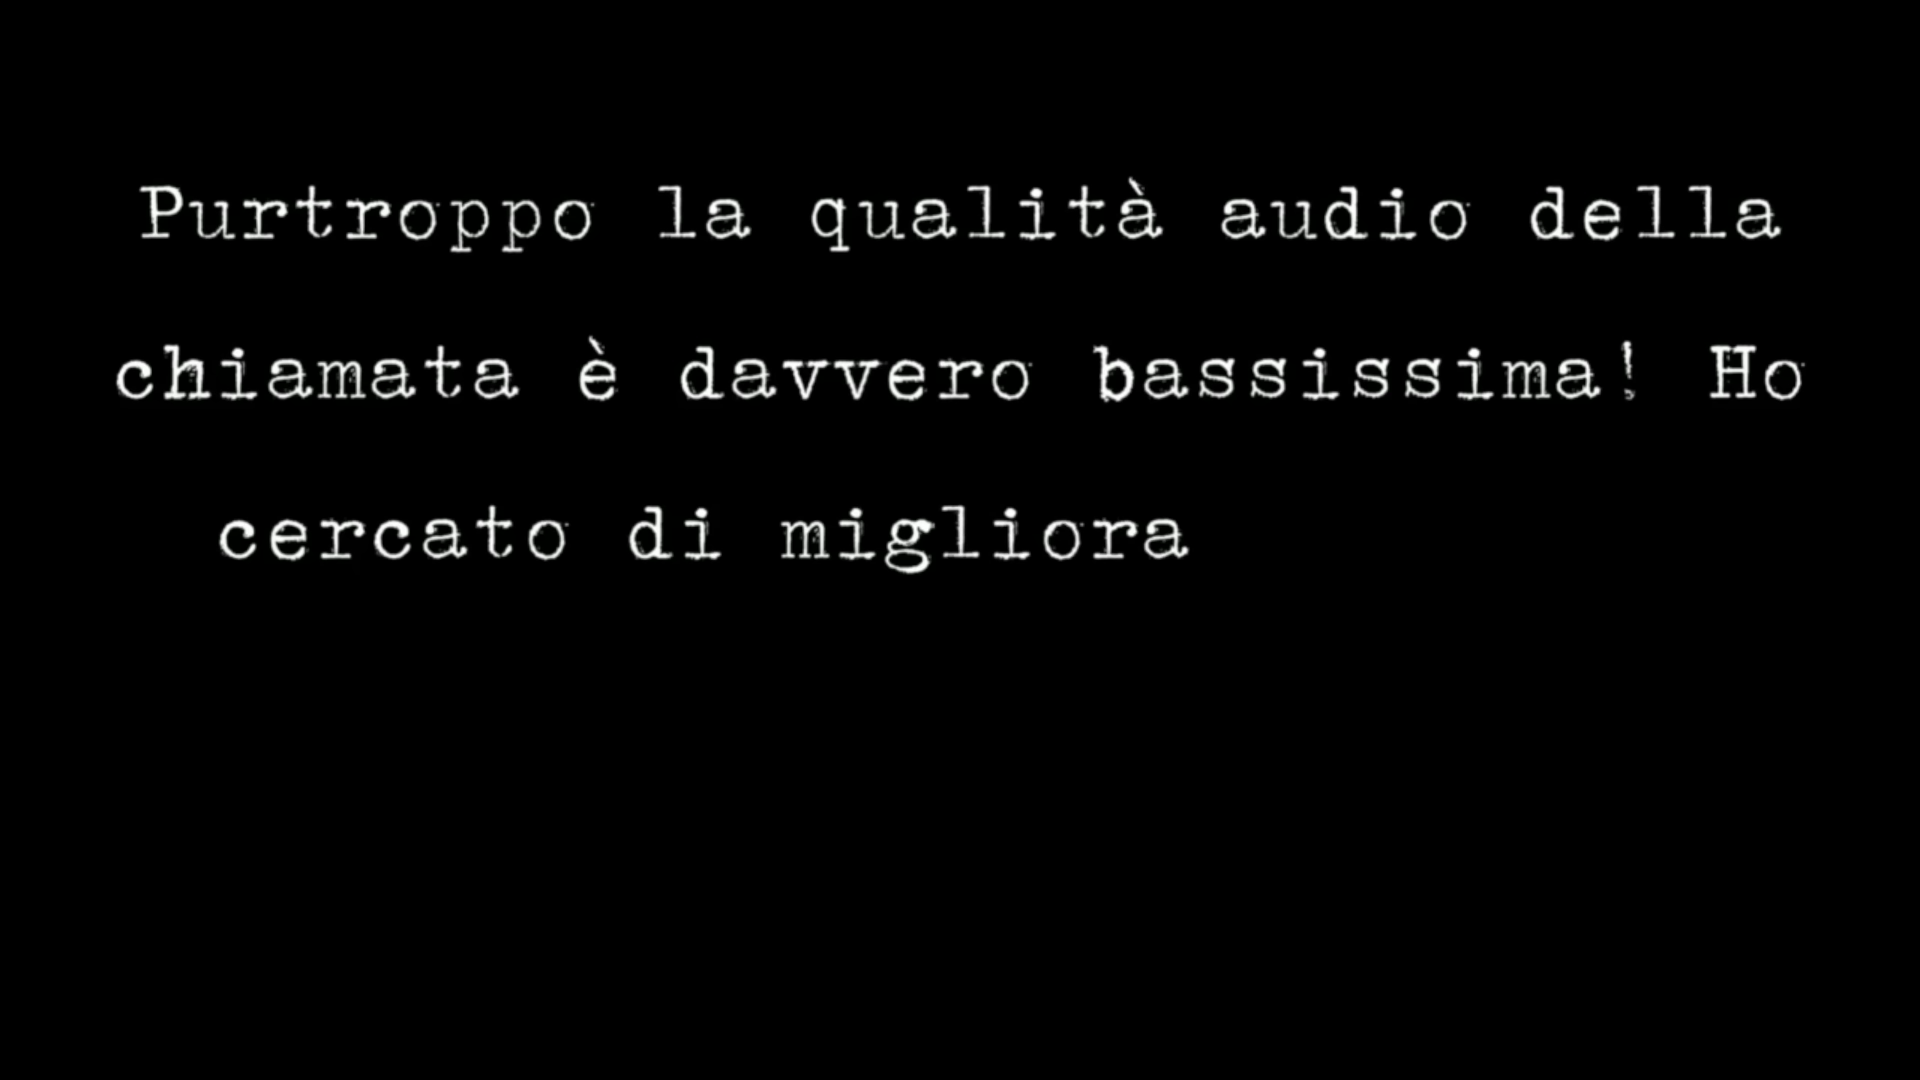 Purtroppo la qualità audio della
chiamata è davvero bassissima! Ho
cercato di migliora